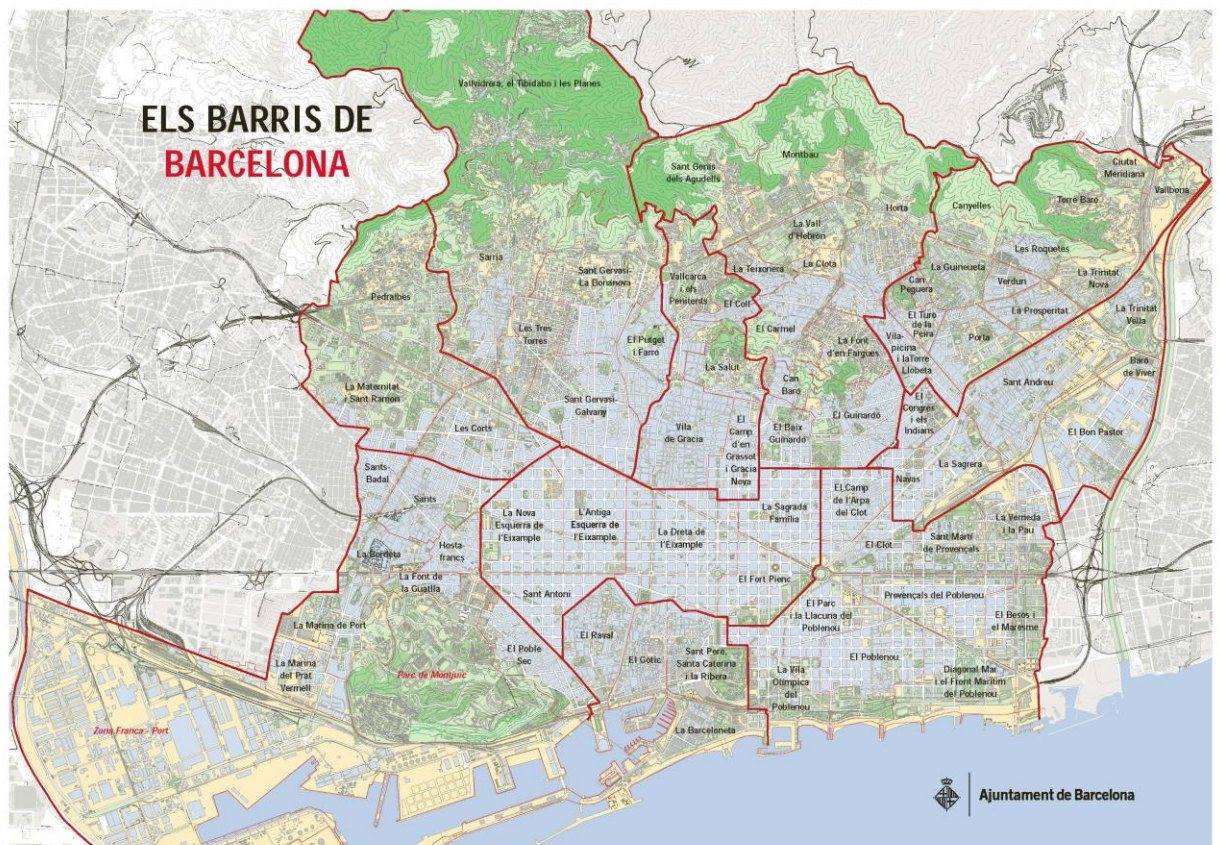 ELS BARRIS DE
BARCELONA
Vallvidrera, el Tibidabo i les Planes
Sant Genís
dels Agudells
Montbau
Ciutat
Meridiana
Vallbona
Torre Baró
Canyelles
Horta
La Vall
d'Hebron
Les Roquetes
Sarrià
Sant Gervasi-
La Bonanova
Vallcarca
i els
Penitents
La Teixonera
La Clota
La Guineueta
Can
Peguera
Verdun
La Trinitat
Nova
Pedralbes
El Coll
La Prosperitat
La Trinitat
Vella
Les Tres
Torres
El Putget
i Farró
El Carmel
La Font
d'en Fargues
El Turó
de la
Peira
Vila-
picina
i la Torre
Llobeta
Porta
Baró
de Viver
La Salut
Can
Baró
Sant Andreu
La Maternitat
i Sant Ramon
Sant Gervasi-
Galvany
El
Congrés
i els
Indians
Les Corts
Vila
de Gràcia
El
Camp
d'en
Grassot
i Gràcia
Nova
El Baix
Guinardó
El Guinardó
El Bon Pastor
Sants-
Badal
Sants
La Sagrera
Navas
El Camp
de l'Arpa
del Clot
La Nova
Esquerra de
l'Eixample
L'Antiga
Esquerra de
l'Eixample
La Dreta de
l'Eixample
La Sagrada
Família
La Verneda
i la Pau
Sant Martí
de Provençals
El Clot
La Bordeta
Hosta-
francs
La Font de
la Guatlla
Sant Antoni
El Fort Pienc
Provençals del Poblenou
El Parc
i la Llacuna del
Poblenou
El Besòs i
el Maresme
La Marina de Port
El Raval
El Poble
Sec
El Gòtic
Sant Pere,
Santa Caterina
i la Ribera
El Poblenou
La Marina
del Prat
Vermell
Parc de Montjuïc
La Vila
Olímpica
del
Poblenou
Diagonal Mar
i el Front Marítim
del Poblenou
Zona Franca - Port
La Barceloneta
Ajuntament de Barcelona